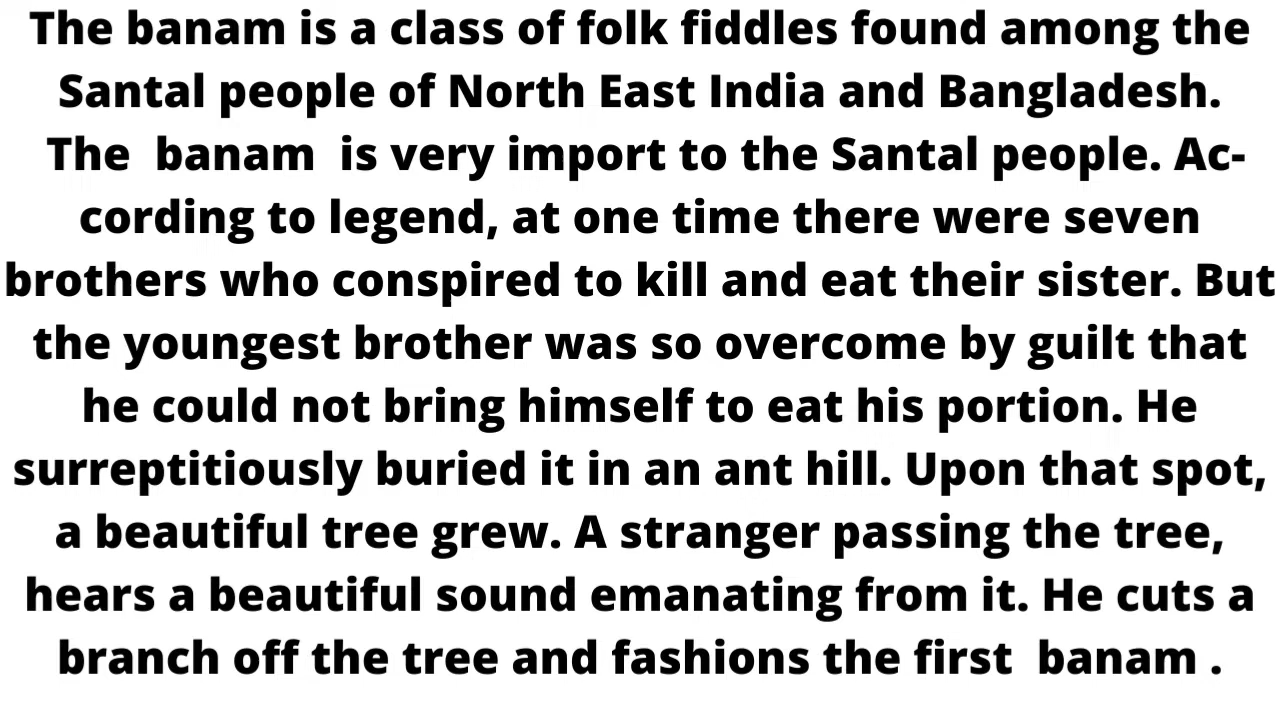 The banam is a class of folk fiddles found among the
Santal people of North East India and Bangladesh.
The  banam  is very import to the Santal people. Ac-
cording to legend, at one time there were seven
brothers who conspired to kill and eat their sister. But
the youngest brother was so overcome by guilt that
he could not bring himself to eat his portion. He
surreptitiously buried it in an ant hill. Upon that spot,
a beautiful tree grew. A stranger passing the tree,
hears a beautiful sound emanating from it. He cuts a
branch off the tree and fashions the first  banam .